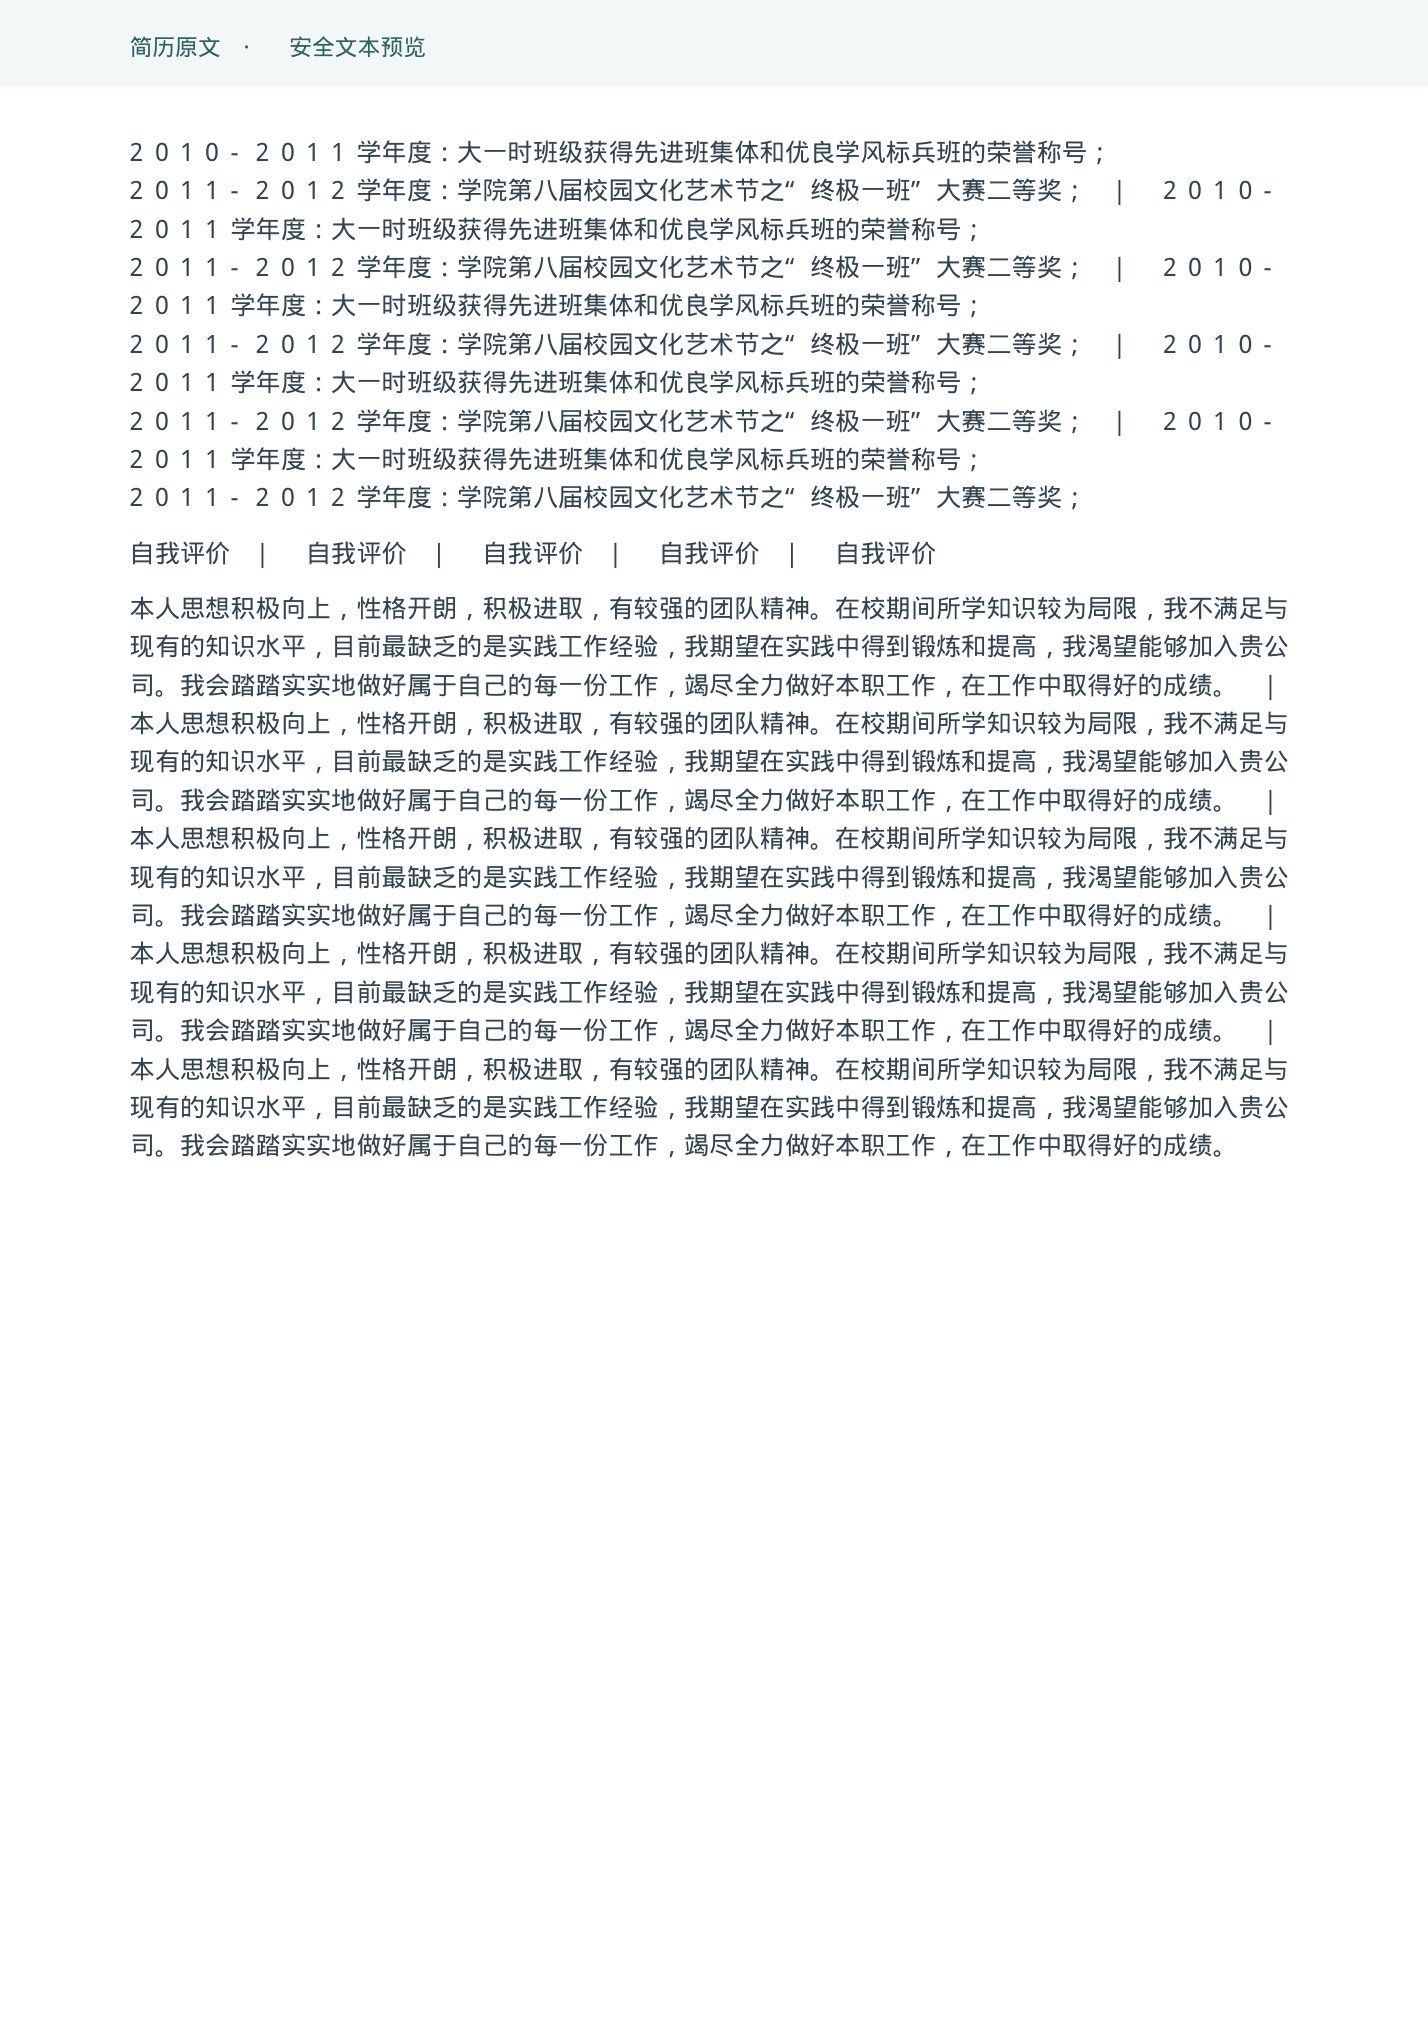 简历原文 · 安全文本预览
2010-2011学年度：大一时班级获得先进班集体和优良学风标兵班的荣誉称号；
2011-2012学年度：学院第八届校园文化艺术节之“终极一班”大赛二等奖； | 2010-
2011学年度：大一时班级获得先进班集体和优良学风标兵班的荣誉称号；
2011-2012学年度：学院第八届校园文化艺术节之“终极一班”大赛二等奖； | 2010-
2011学年度：大一时班级获得先进班集体和优良学风标兵班的荣誉称号；
2011-2012学年度：学院第八届校园文化艺术节之“终极一班”大赛二等奖； | 2010-
2011学年度：大一时班级获得先进班集体和优良学风标兵班的荣誉称号；
2011-2012学年度：学院第八届校园文化艺术节之“终极一班”大赛二等奖； | 2010-
2011学年度：大一时班级获得先进班集体和优良学风标兵班的荣誉称号；
2011-2012学年度：学院第八届校园文化艺术节之“终极一班”大赛二等奖；
自我评价 | 自我评价 | 自我评价 | 自我评价 | 自我评价
本人思想积极向上，性格开朗，积极进取，有较强的团队精神。在校期间所学知识较为局限，我不满足与
现有的知识水平，目前最缺乏的是实践工作经验，我期望在实践中得到锻炼和提高，我渴望能够加入贵公
司。我会踏踏实实地做好属于自己的每一份工作，竭尽全力做好本职工作，在工作中取得好的成绩。 |
本人思想积极向上，性格开朗，积极进取，有较强的团队精神。在校期间所学知识较为局限，我不满足与
现有的知识水平，目前最缺乏的是实践工作经验，我期望在实践中得到锻炼和提高，我渴望能够加入贵公
司。我会踏踏实实地做好属于自己的每一份工作，竭尽全力做好本职工作，在工作中取得好的成绩。 |
本人思想积极向上，性格开朗，积极进取，有较强的团队精神。在校期间所学知识较为局限，我不满足与
现有的知识水平，目前最缺乏的是实践工作经验，我期望在实践中得到锻炼和提高，我渴望能够加入贵公
司。我会踏踏实实地做好属于自己的每一份工作，竭尽全力做好本职工作，在工作中取得好的成绩。 |
本人思想积极向上，性格开朗，积极进取，有较强的团队精神。在校期间所学知识较为局限，我不满足与
现有的知识水平，目前最缺乏的是实践工作经验，我期望在实践中得到锻炼和提高，我渴望能够加入贵公
司。我会踏踏实实地做好属于自己的每一份工作，竭尽全力做好本职工作，在工作中取得好的成绩。 |
本人思想积极向上，性格开朗，积极进取，有较强的团队精神。在校期间所学知识较为局限，我不满足与
现有的知识水平，目前最缺乏的是实践工作经验，我期望在实践中得到锻炼和提高，我渴望能够加入贵公
司。我会踏踏实实地做好属于自己的每一份工作，竭尽全力做好本职工作，在工作中取得好的成绩。